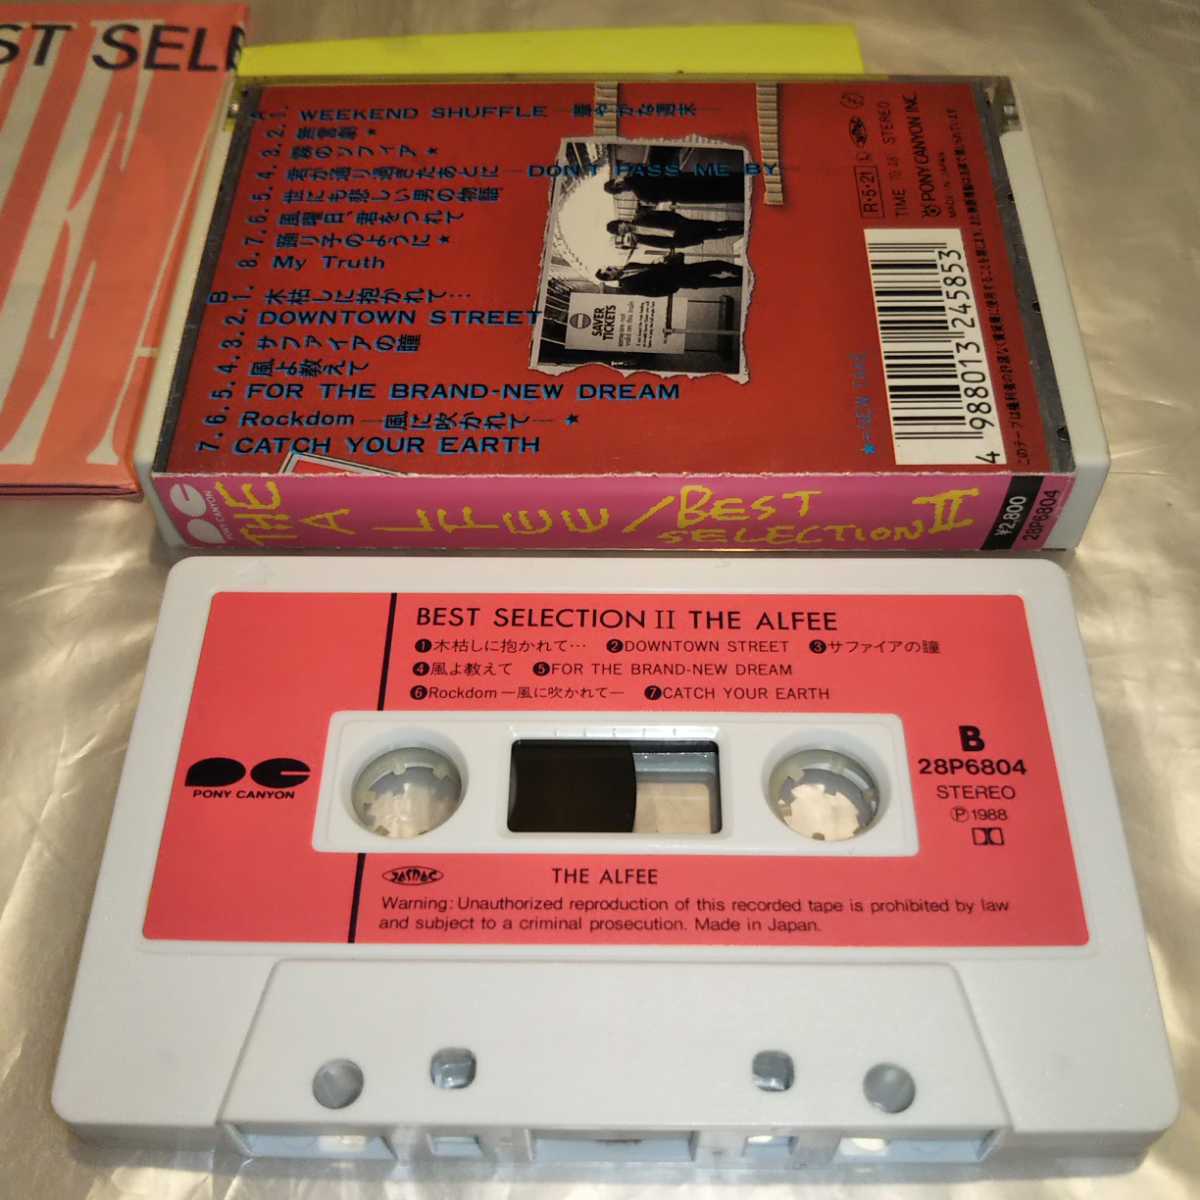 ST SELE
A 1. WEEKEND SHUFFLE—華やかな週末—
2. 無言劇 ★
3. 霧のソフィア ★
4. 君が通り過ぎたあとに—DON'T PASS ME BY—
5. 世にも悲しい男の物語
6. 風曜日、君をつれて
7. 踊り子のように ★
8. My Truth
B 1. 木枯しに抱かれて…
2. DOWNTOWN STREET
3. サファイアの瞳
4. 風よ教えて
5. FOR THE BRAND-NEW DREAM
6. Rockdom—風に吹かれて— ★
7. CATCH YOUR EARTH
SAVER
TICKETS
★=NEW TAKE
R・5・21
STEREO
PONY CANYON INC.
MADE IN JAPAN
4 988013 245853
PONY CANYON
THE ALFEE/BEST
SELECTION II
¥2,800
28P6804
BEST SELECTION II THE ALFEE
❶木枯しに抱かれて… ❷DOWNTOWN STREET ❸サファイアの瞳
❹風よ教えて ❺FOR THE BRAND-NEW DREAM
❻Rockdom—風に吹かれて— ❼CATCH YOUR EARTH
PONY CANYON
B
28P6804
STEREO
Ⓟ1988
THE ALFEE
Warning: Unauthorized reproduction of this recorded tape is prohibited by law
and subject to a criminal prosecution. Made in Japan.